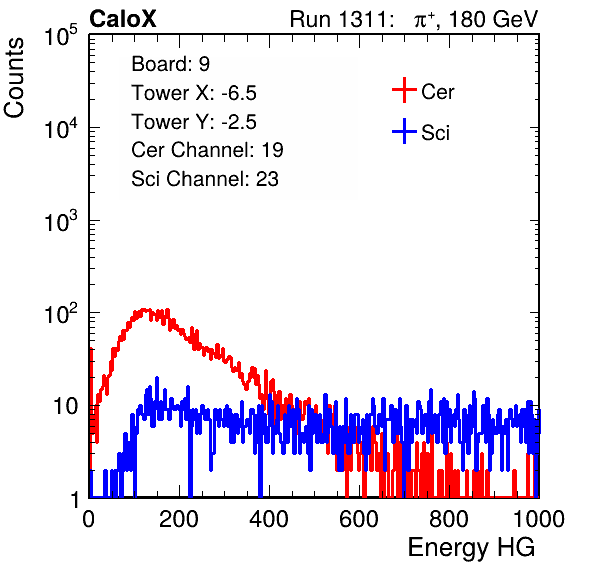 CaloX Run 1311: π⁺, 180 GeV
Counts
10⁵
10⁴
10³
10²
10
1
Board: 9
Tower X: -6.5
Tower Y: -2.5
Cer Channel: 19
Sci Channel: 23
Cer
Sci
0 200 400 600 800 1000
Energy HG